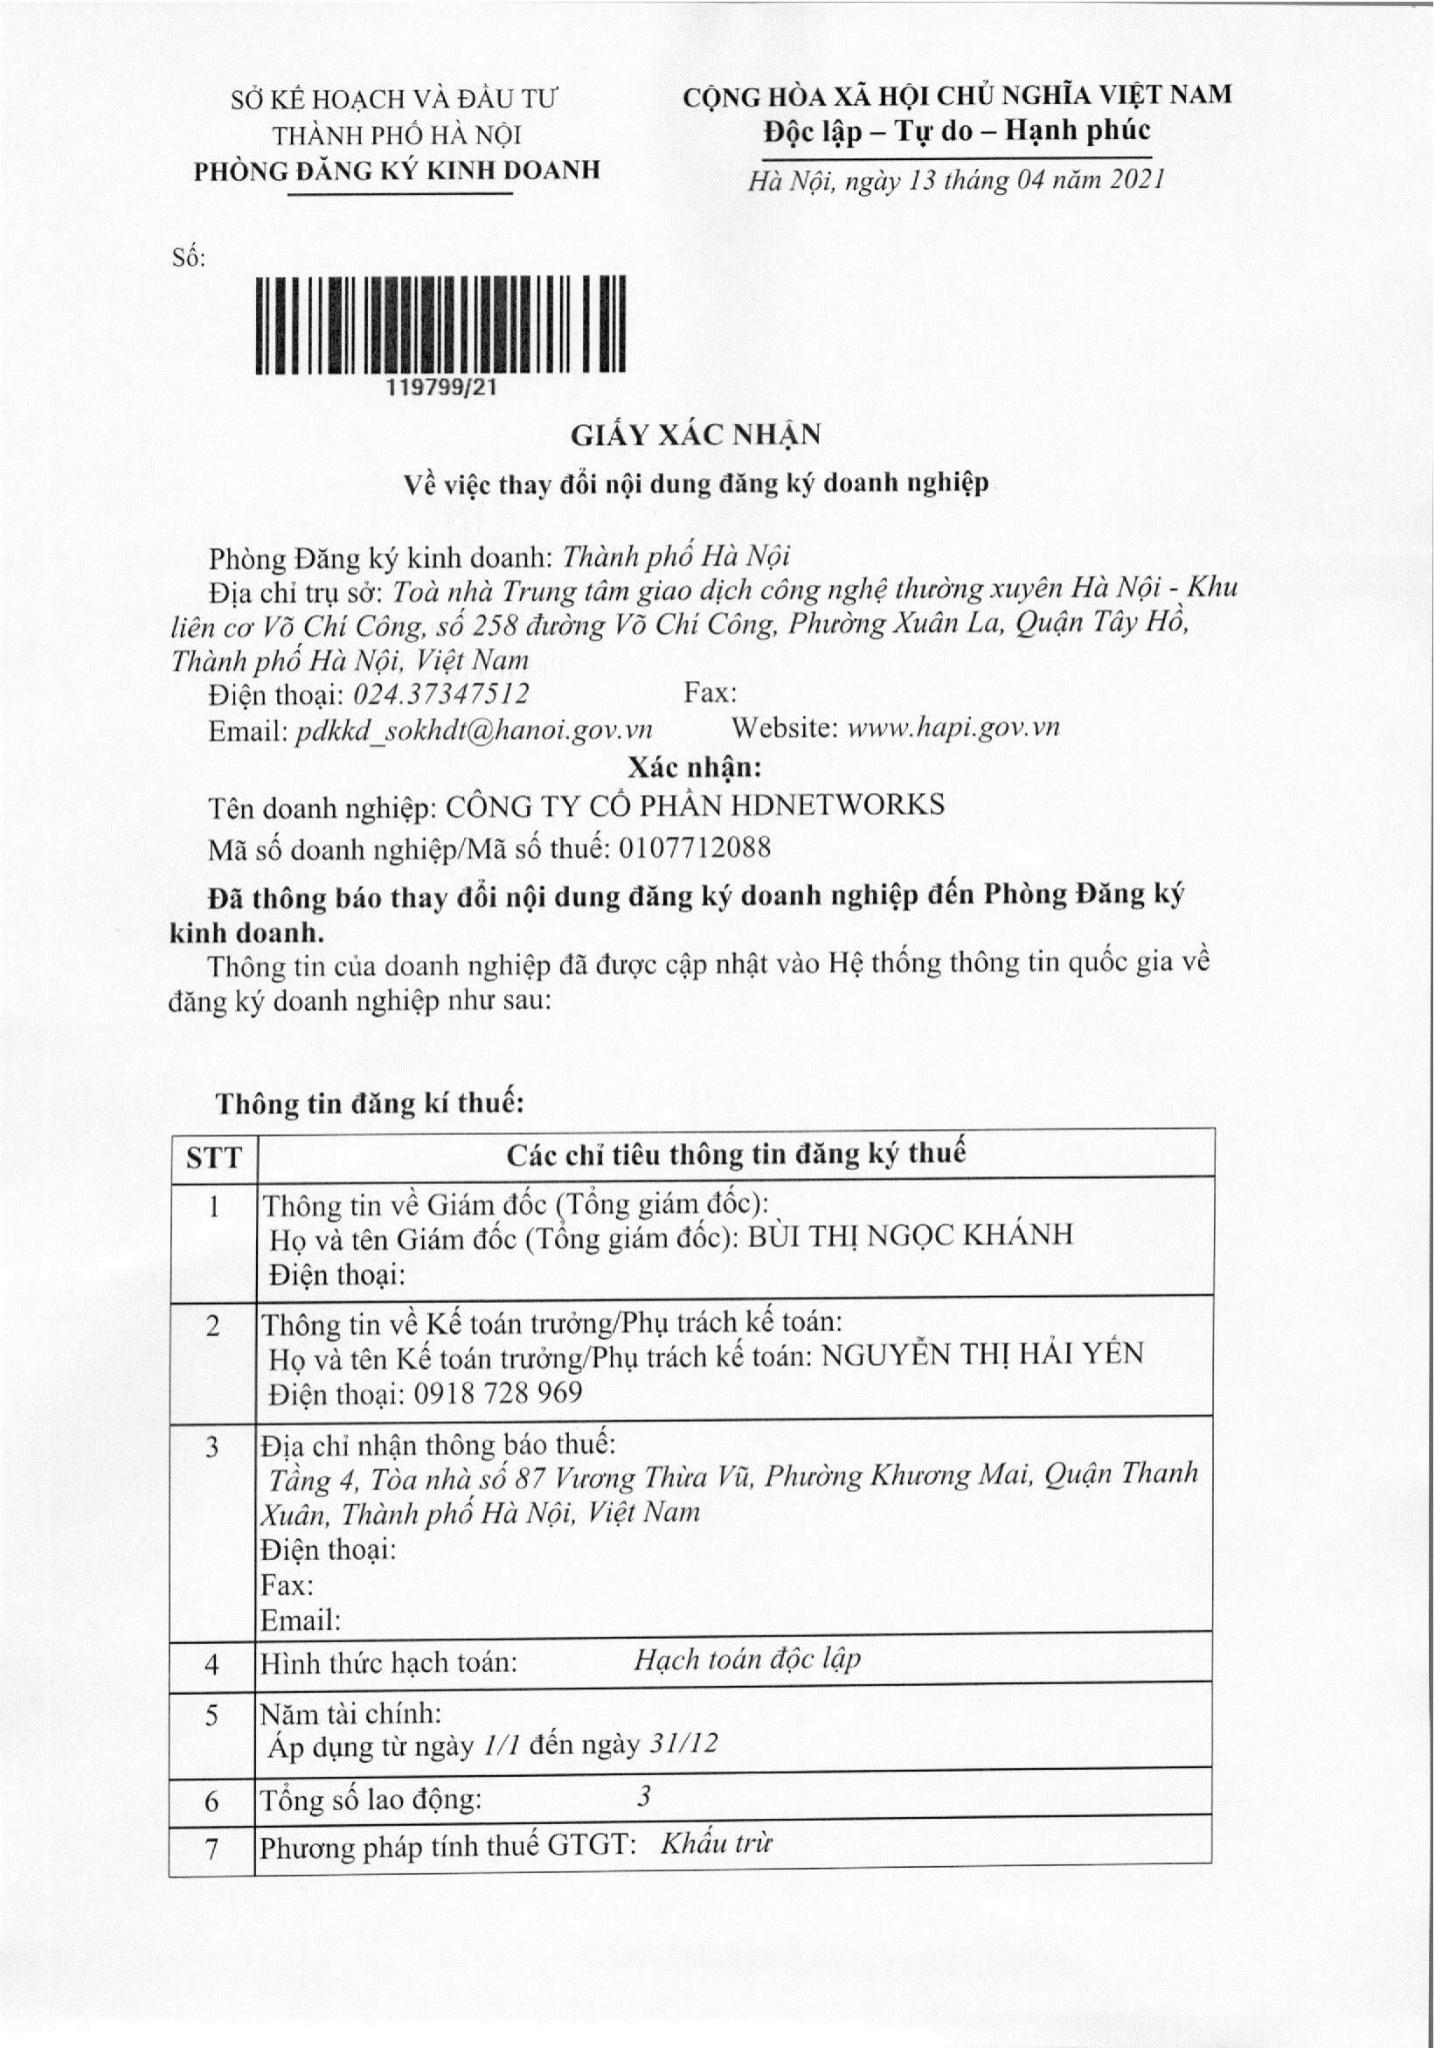 SỞ KẾ HOẠCH VÀ ĐẦU TƯ
THÀNH PHỐ HÀ NỘI
PHÒNG ĐĂNG KÝ KINH DOANH
CỘNG HÒA XÃ HỘI CHỦ NGHĨA VIỆT NAM
Độc lập – Tự do – Hạnh phúc
Hà Nội, ngày 13 tháng 04 năm 2021
Số:
119799/21
GIẤY XÁC NHẬN
Về việc thay đổi nội dung đăng ký doanh nghiệp
Phòng Đăng ký kinh doanh: Thành phố Hà Nội
Địa chỉ trụ sở: Toà nhà Trung tâm giao dịch công nghệ thường xuyên Hà Nội - Khu
liên cơ Võ Chí Công, số 258 đường Võ Chí Công, Phường Xuân La, Quận Tây Hồ,
Thành phố Hà Nội, Việt Nam
Điện thoại: 024.37347512 Fax:
Email: pdkkd_sokhdt@hanoi.gov.vn Website: www.hapi.gov.vn
Xác nhận:
Tên doanh nghiệp: CÔNG TY CỔ PHẦN HDNETWORKS
Mã số doanh nghiệp/Mã số thuế: 0107712088
Đã thông báo thay đổi nội dung đăng ký doanh nghiệp đến Phòng Đăng ký
kinh doanh.
Thông tin của doanh nghiệp đã được cập nhật vào Hệ thống thông tin quốc gia về
đăng ký doanh nghiệp như sau:
Thông tin đăng kí thuế:
STT Các chỉ tiêu thông tin đăng ký thuế
1 Thông tin về Giám đốc (Tổng giám đốc):
Họ và tên Giám đốc (Tổng giám đốc): BÙI THỊ NGỌC KHÁNH
Điện thoại:
2 Thông tin về Kế toán trưởng/Phụ trách kế toán:
Họ và tên Kế toán trưởng/Phụ trách kế toán: NGUYỄN THỊ HẢI YẾN
Điện thoại: 0918 728 969
3 Địa chỉ nhận thông báo thuế:
Tầng 4, Tòa nhà số 87 Vương Thừa Vũ, Phường Khương Mai, Quận Thanh
Xuân, Thành phố Hà Nội, Việt Nam
Điện thoại:
Fax:
Email:
4 Hình thức hạch toán: Hạch toán độc lập
5 Năm tài chính:
Áp dụng từ ngày 1/1 đến ngày 31/12
6 Tổng số lao động: 3
7 Phương pháp tính thuế GTGT: Khấu trừ